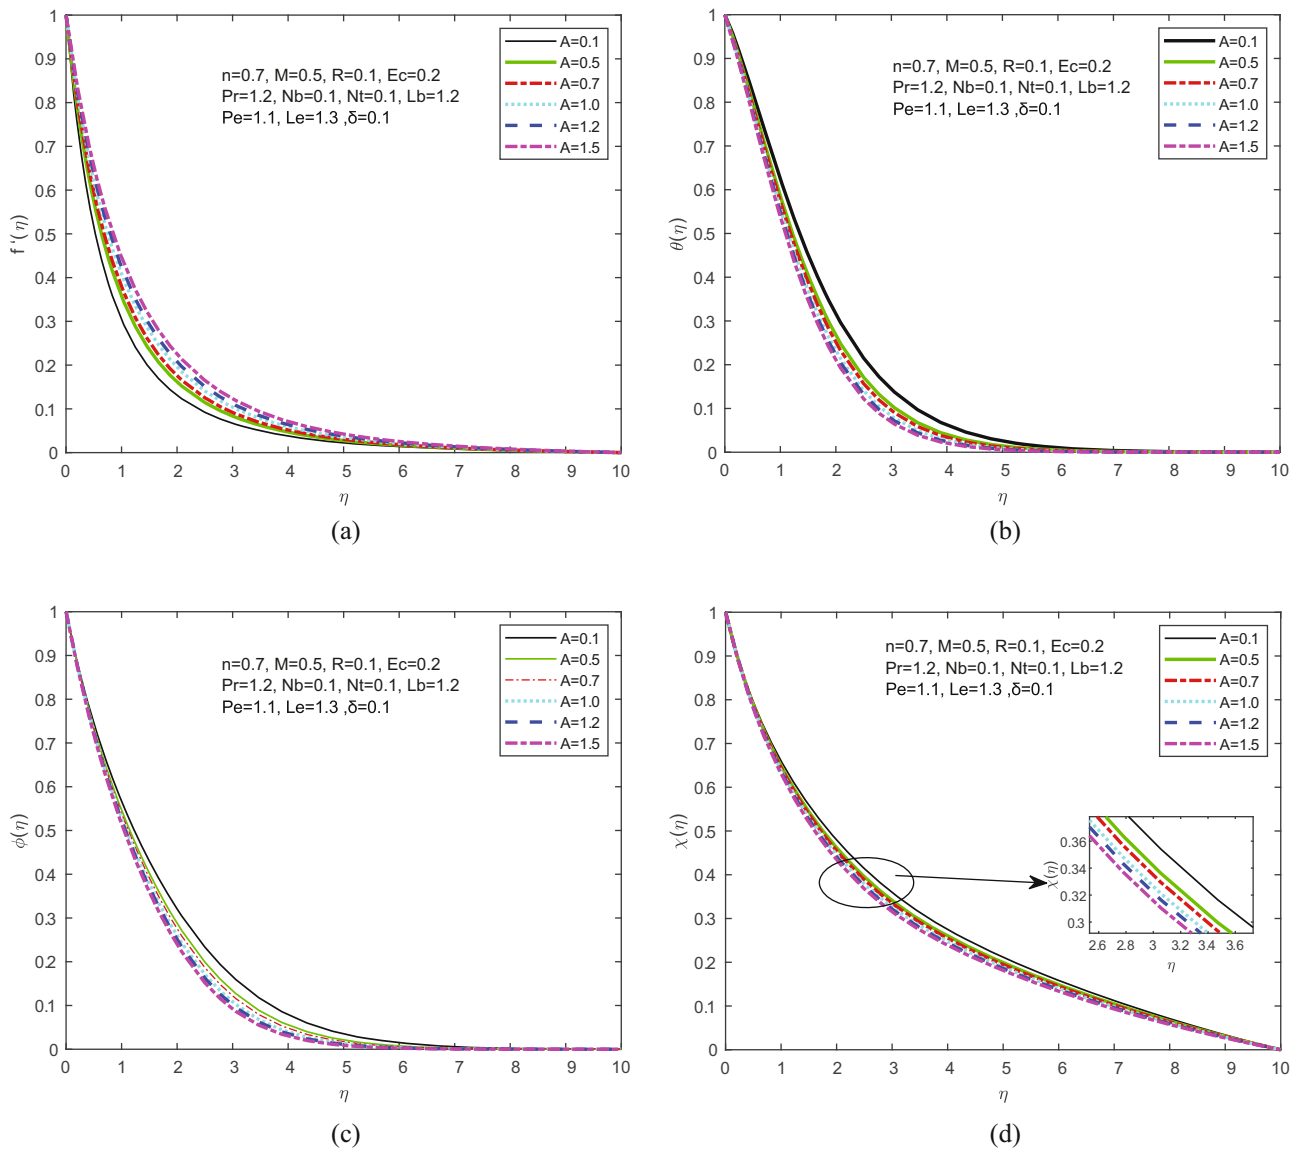 1
0.9
0.8
0.7
0.6
0.5
0.4
0.3
0.2
0.1
0
f ‘(η)
0 1 2 3 4 5 6 7 8 9 10
η
n=0.7, M=0.5, R=0.1, Ec=0.2
Pr=1.2, Nb=0.1, Nt=0.1, Lb=1.2
Pe=1.1, Le=1.3 ,δ=0.1
A=0.1
A=0.5
A=0.7
A=1.0
A=1.2
A=1.5
(a)
1
0.9
0.8
0.7
0.6
0.5
0.4
0.3
0.2
0.1
0
θ(η)
0 1 2 3 4 5 6 7 8 9 10
η
n=0.7, M=0.5, R=0.1, Ec=0.2
Pr=1.2, Nb=0.1, Nt=0.1, Lb=1.2
Pe=1.1, Le=1.3 ,δ=0.1
A=0.1
A=0.5
A=0.7
A=1.0
A=1.2
A=1.5
(b)
1
0.9
0.8
0.7
0.6
0.5
0.4
0.3
0.2
0.1
0
ϕ(η)
0 1 2 3 4 5 6 7 8 9 10
η
n=0.7, M=0.5, R=0.1, Ec=0.2
Pr=1.2, Nb=0.1, Nt=0.1, Lb=1.2
Pe=1.1, Le=1.3 ,δ=0.1
A=0.1
A=0.5
A=0.7
A=1.0
A=1.2
A=1.5
(c)
1
0.9
0.8
0.7
0.6
0.5
0.4
0.3
0.2
0.1
0
χ(η)
0 1 2 3 4 5 6 7 8 9 10
η
n=0.7, M=0.5, R=0.1, Ec=0.2
Pr=1.2, Nb=0.1, Nt=0.1, Lb=1.2
Pe=1.1, Le=1.3 ,δ=0.1
A=0.1
A=0.5
A=0.7
A=1.0
A=1.2
A=1.5
0.36
0.34
0.32
0.3
χ(η)
2.6 2.8 3 3.2 3.4 3.6
η
(d)